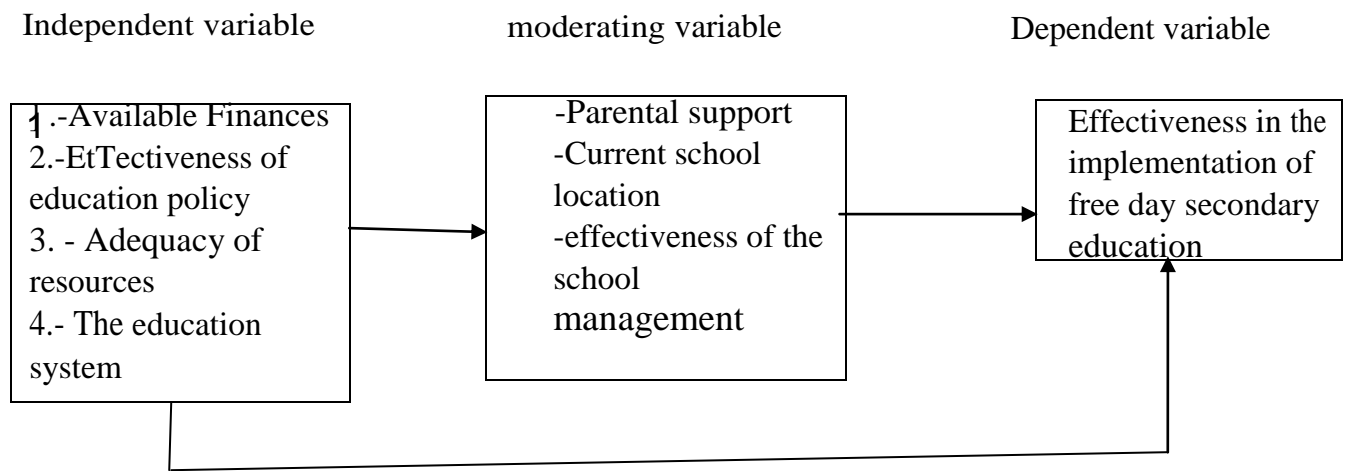 Independent variable
moderating variable
Dependent variable
1.-Available Finances
2.-EtTectiveness of
education policy
3. - Adequacy of
resources
4.- The education
system
-Parental support
-Current school
location
-effectiveness of the
school
management
Effectiveness in the
implementation of
free day secondary
education